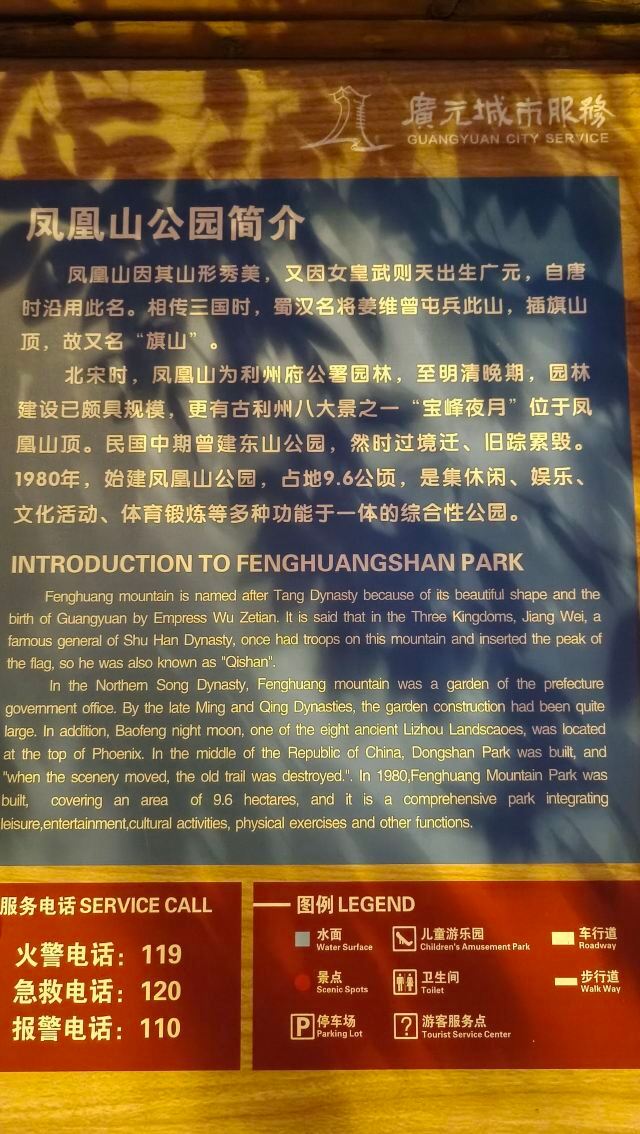 廣元城市服務
GUANGYUAN CITY SERVICE
凤凰山公园简介
凤凰山因其山形秀美，又因女皇武则天出生广元，自唐
时沿用此名。相传三国时，蜀汉名将姜维曾屯兵此山，插旗山
顶，故又名“旗山”。
北宋时，凤凰山为利州府公署园林，至明清晚期，园林
建设已颇具规模，更有古利州八大景之一“宝峰夜月”位于凤
凰山顶。民国中期曾建东山公园，然时过境迁、旧踪累毁。
1980年，始建凤凰山公园，占地9.6公顷，是集休闲、娱乐、
文化活动、体育锻炼等多种功能于一体的综合性公园。
INTRODUCTION TO FENGHUANGSHAN PARK
Fenghuang mountain is named after Tang Dynasty because of its beautiful shape and the
birth of Guangyuan by Empress Wu Zetian. It is said that in the Three Kingdoms, Jiang Wei, a
famous general of Shu Han Dynasty, once had troops on this mountain and inserted the peak of
the flag, so he was also known as "Qishan".
In the Northern Song Dynasty, Fenghuang mountain was a garden of the prefecture
government office. By the late Ming and Qing Dynasties, the garden construction had been quite
large. In addition, Baofeng night moon, one of the eight ancient Lizhou Landscaoes, was located
at the top of Phoenix. In the middle of the Republic of China, Dongshan Park was built, and
"when the scenery moved, the old trail was destroyed.". In 1980,Fenghuang Mountain Park was
built, covering an area of 9.6 hectares, and it is a comprehensive park integrating
leisure,entertainment,cultural activities, physical exercises and other functions.
服务电话 SERVICE CALL
火警电话：119
急救电话：120
报警电话：110
图例 LEGEND
水面
Water Surface
儿童游乐园
Children's Amusement Park
车行道
Roadway
景点
Scenic Spots
卫生间
Toilet
步行道
Walk Way
P 停车场
Parking Lot
? 游客服务点
Tourist Service Center